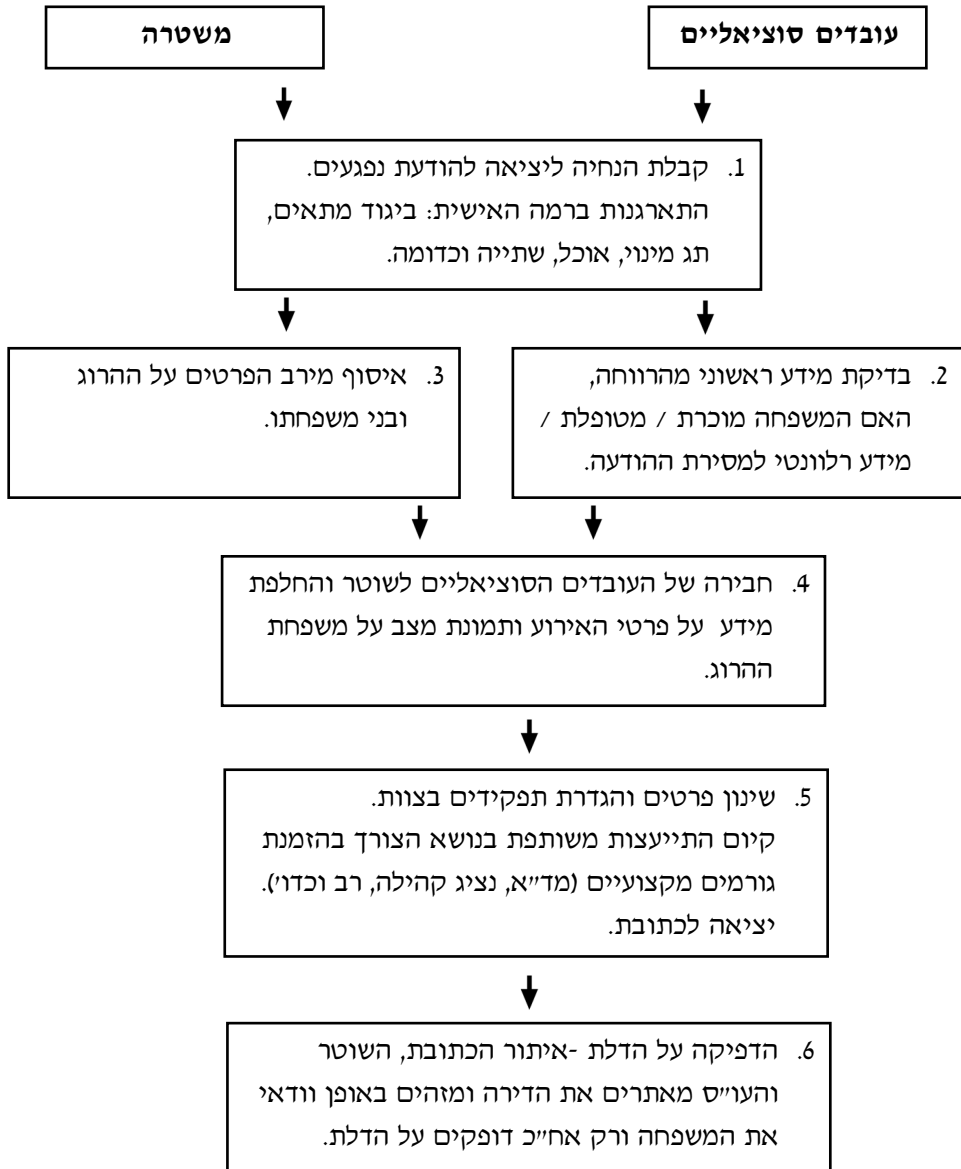 עובדים סוציאליים
משטרה
1. קבלת הנחיה ליציאה להודעת נפגעים.
התארגנות ברמה האישית: ביגוד מתאים,
תג מינוי, אוכל, שתייה וכדומה.
2. בדיקת מידע ראשוני מהרווחה,
האם המשפחה מוכרת / מטופלת /
מידע רלוונטי למסירת ההודעה.
3. איסוף מירב הפרטים על ההרוג
ובני משפחתו.
4. חבירה של העובדים הסוציאליים לשוטר והחלפת
מידע על פרטי האירוע ותמונת מצב על משפחת
ההרוג.
5. שינון פרטים והגדרת תפקידים בצוות.
קיום התייעצות משותפת בנושא הצורך בהזמנת
גורמים מקצועיים (מד״א, נציג קהילה, רב וכדו׳).
יציאה לכתובת.
6. הדפיקה על הדלת -איתור הכתובת, השוטר
והעו״ס מאתרים את הדירה ומזהים באופן וודאי
את המשפחה ורק אח״כ דופקים על הדלת.